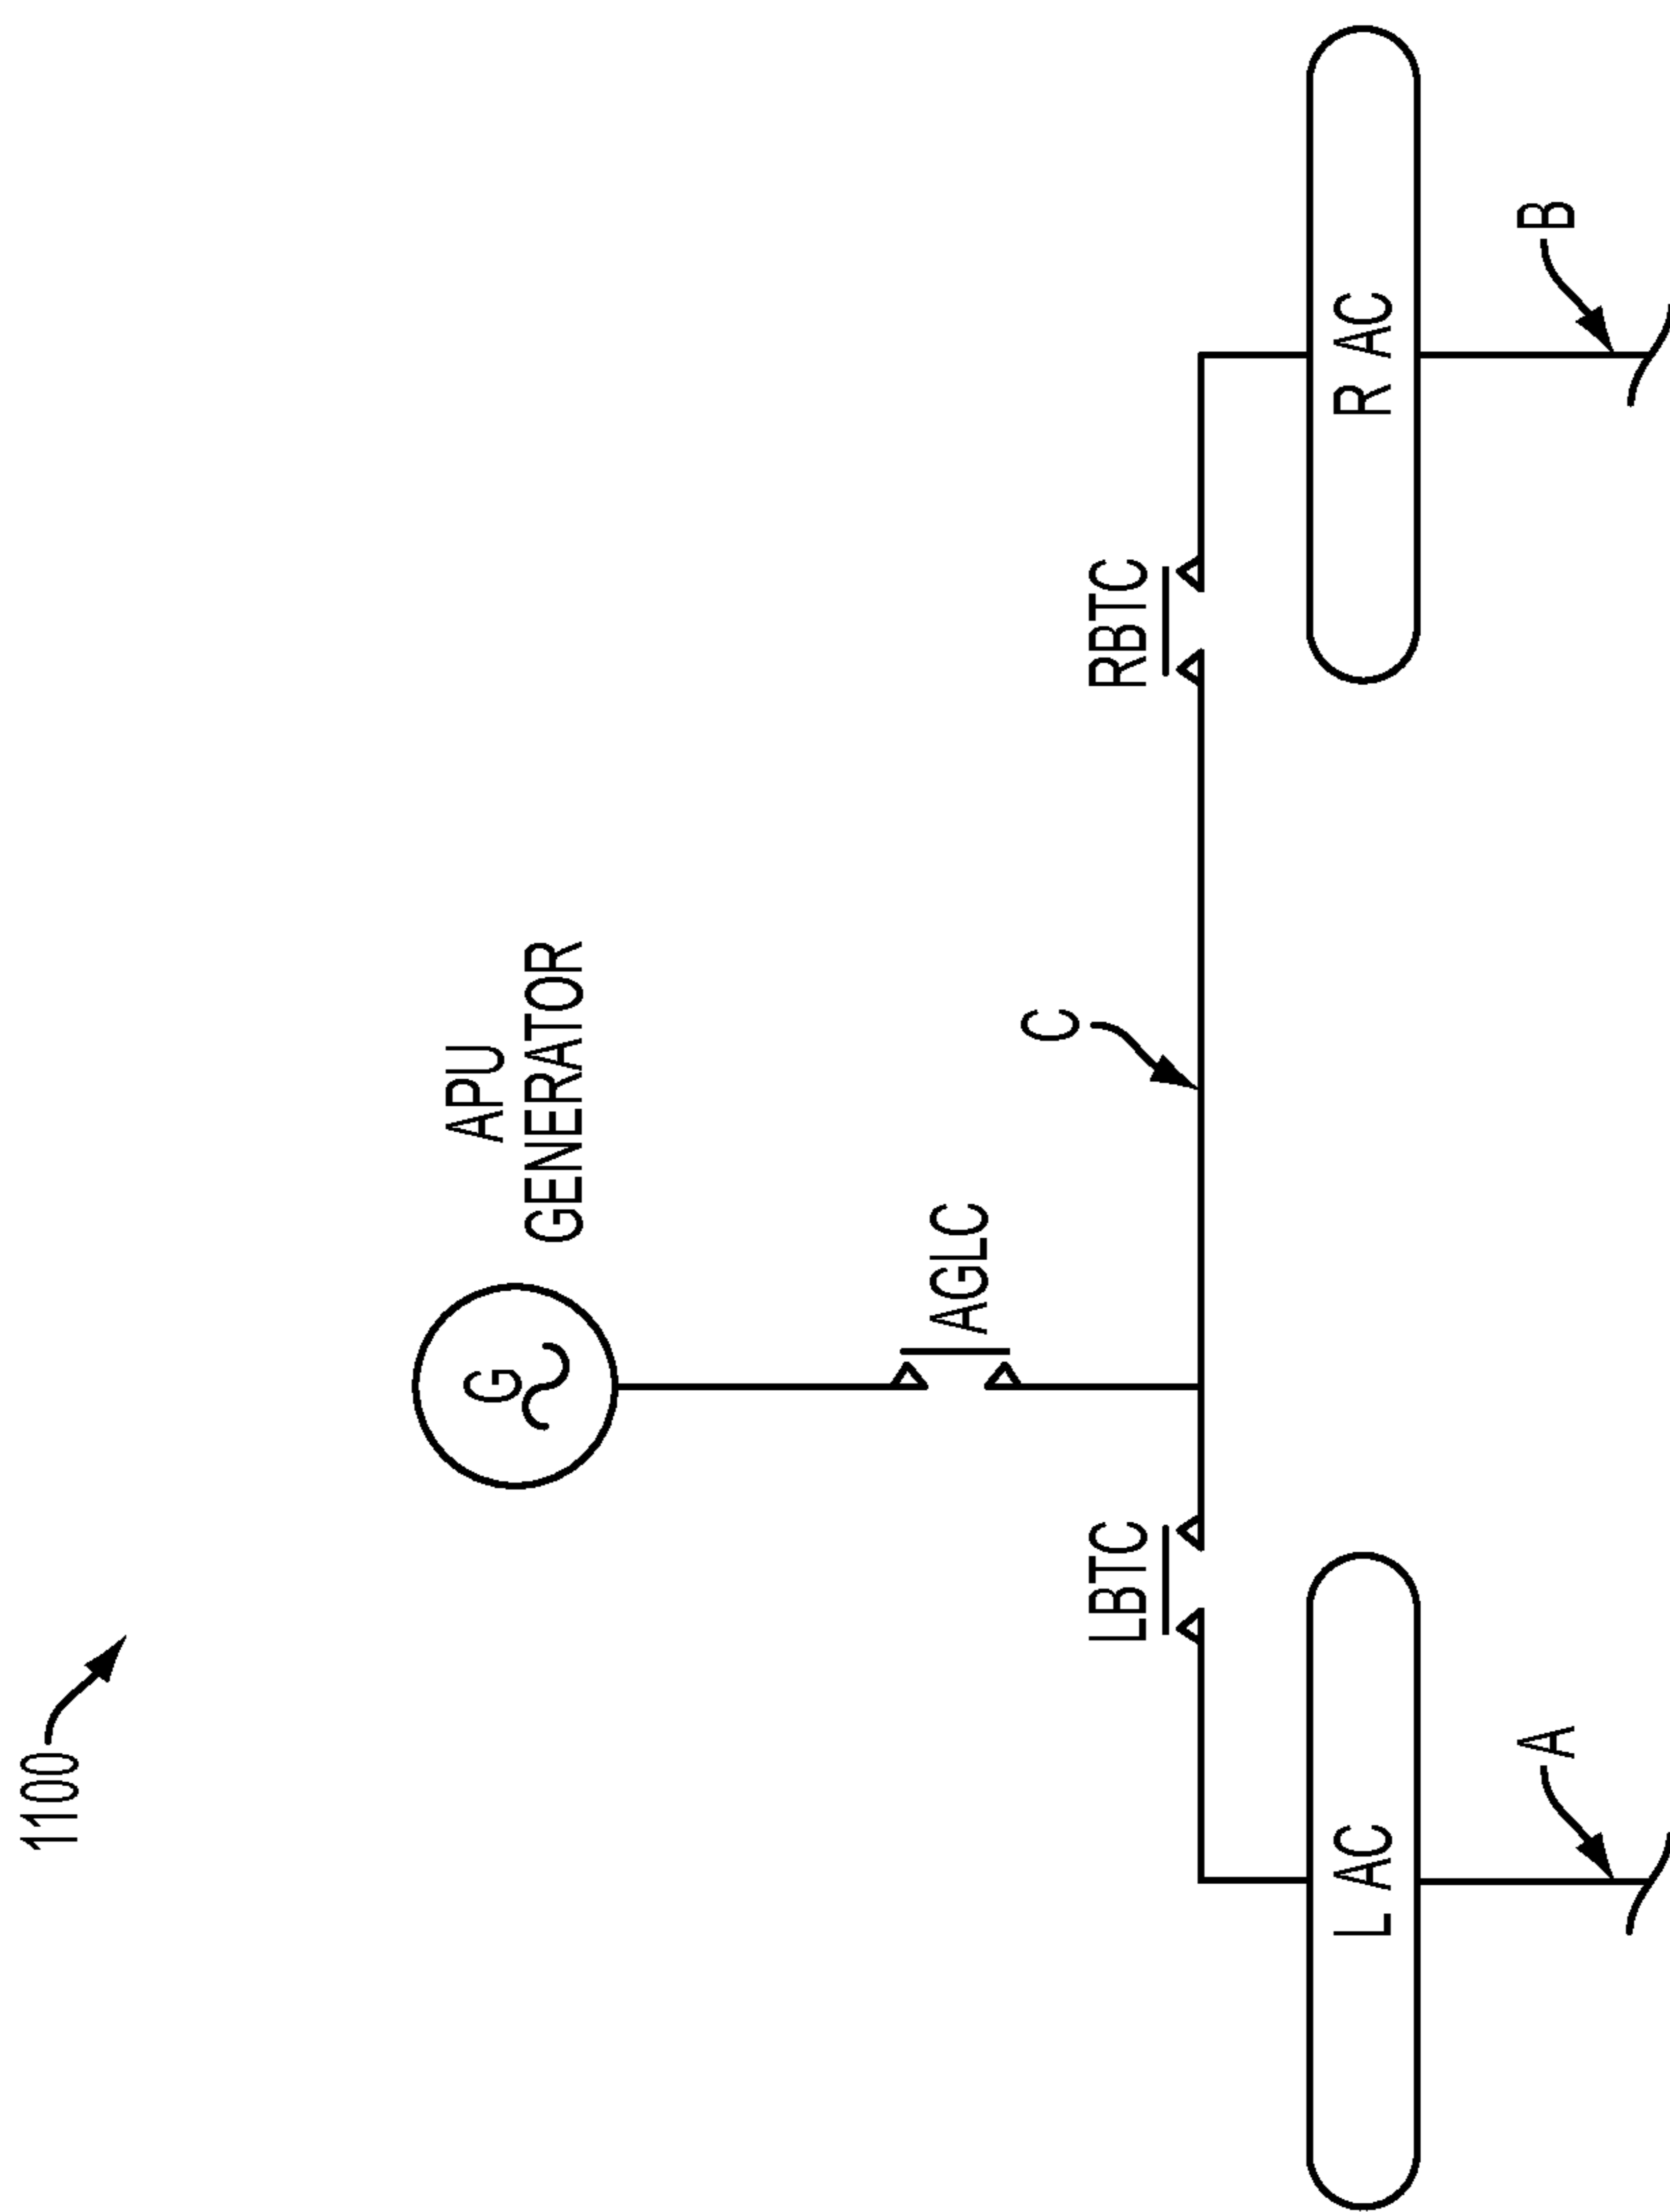 1100
APU
GENERATOR
G
AGLC
C
LBTC
RBTC
L AC
R AC
A
B